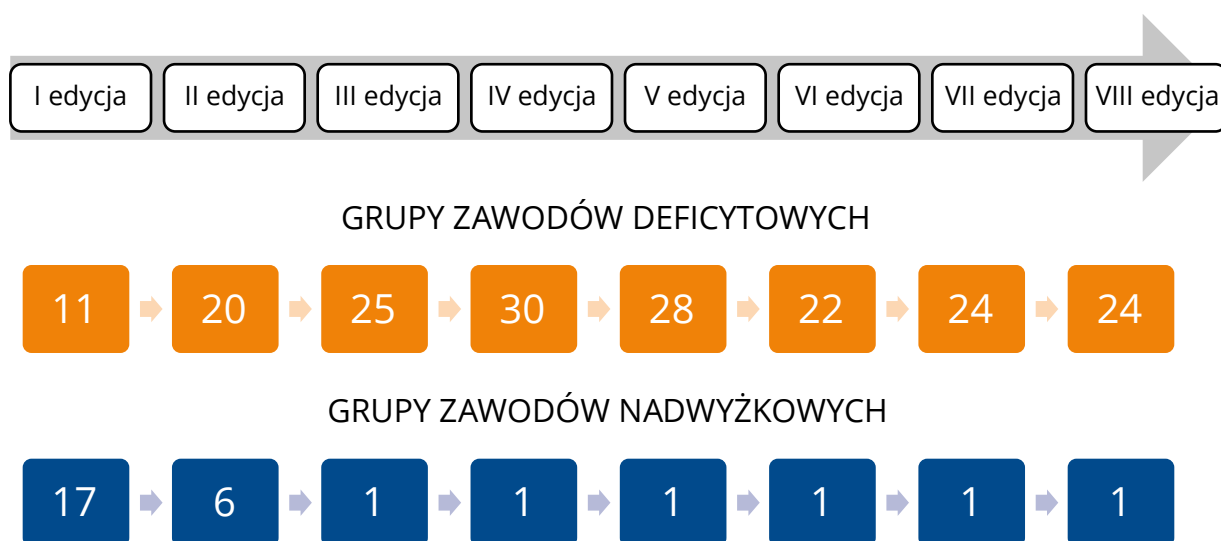 I edycja II edycja III edycja IV edycja V edycja VI edycja VII edycja VIII edycja
GRUPY ZAWODÓW DEFICYTOWYCH
11 20 25 30 28 22 24 24
GRUPY ZAWODÓW NADWYŻKOWYCH
17 6 1 1 1 1 1 1